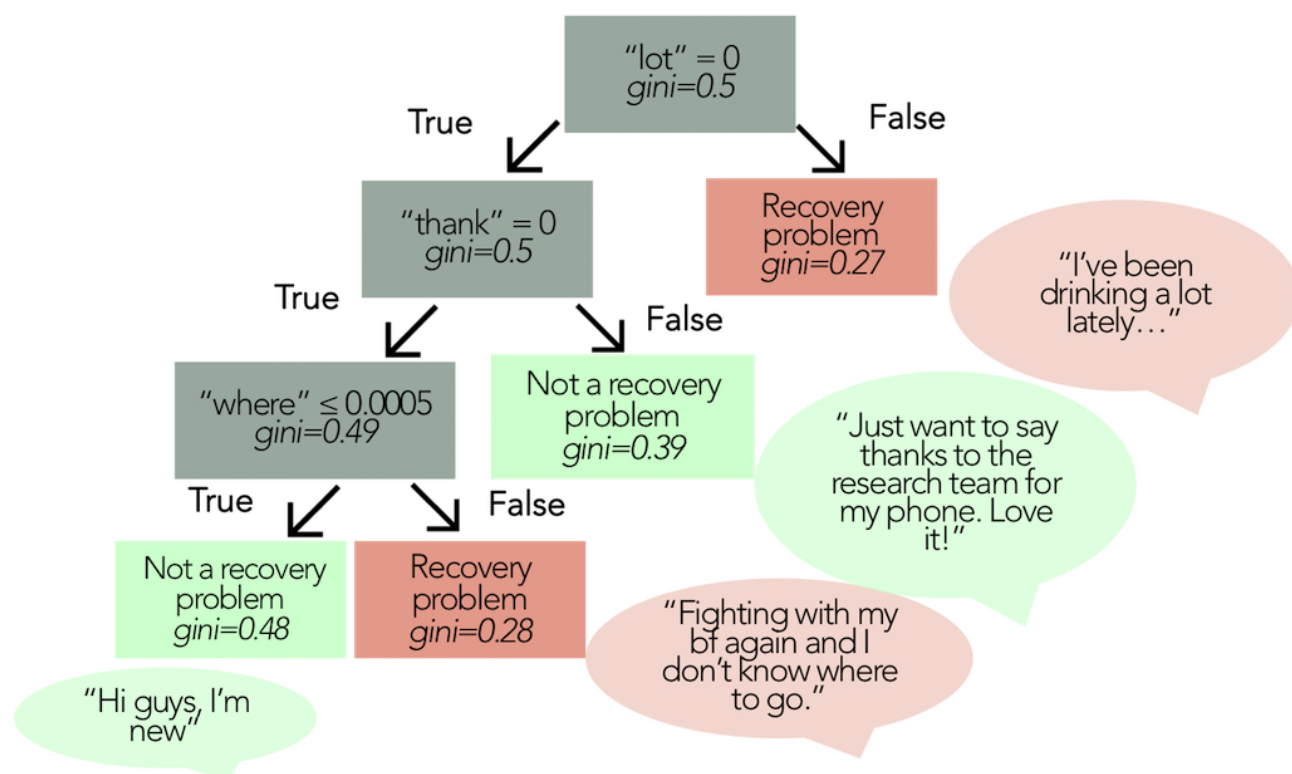 “lot” = 0
gini=0.5
True
False
“thank” = 0
gini=0.5
Recovery
problem
gini=0.27
“I’ve been
drinking a lot
lately…”
True
False
“where” ≤ 0.0005
gini=0.49
Not a recovery
problem
gini=0.39
“Just want to say
thanks to the
research team for
my phone. Love
it!”
True
False
Not a recovery
problem
gini=0.48
Recovery
problem
gini=0.28
“Fighting with my
bf again and I
don’t know where
to go.”
“Hi guys, I’m
new”